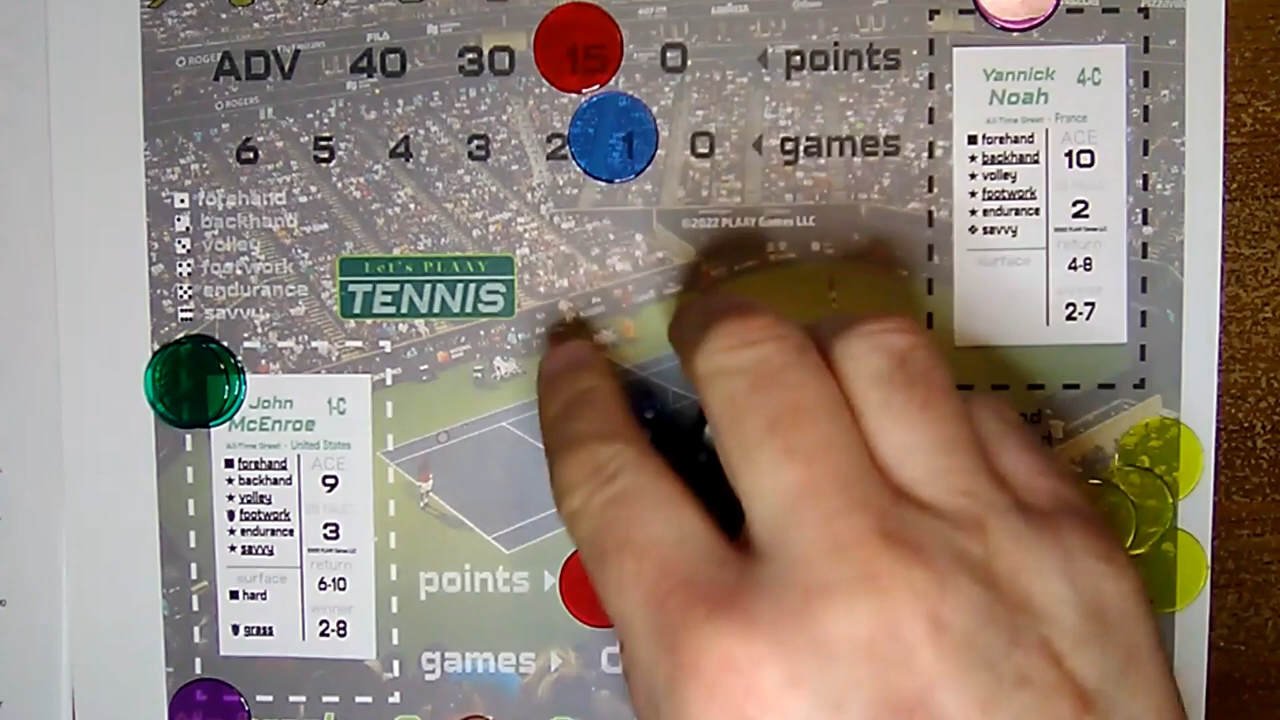 ROGERS
FILA
ADV 40 30 15 0 points
ROGERS
6 5 4 3 2 1 0 games
forehand
backhand
volley
footwork
endurance
savvy
©2022 PLAAY Games LLC
Let's PLAAY
TENNIS
Yannick
Noah
4-C
All-Time Great - France
forehand
backhand
volley
footwork
endurance
savvy
surface
ACE
10
2
return
4-8
2-7
John
McEnroe
1-C
All-Time Great - United States
forehand
backhand
volley
footwork
endurance
savvy
surface
hard
grass
ACE
9
3
return
6-10
winner
2-8
points
games